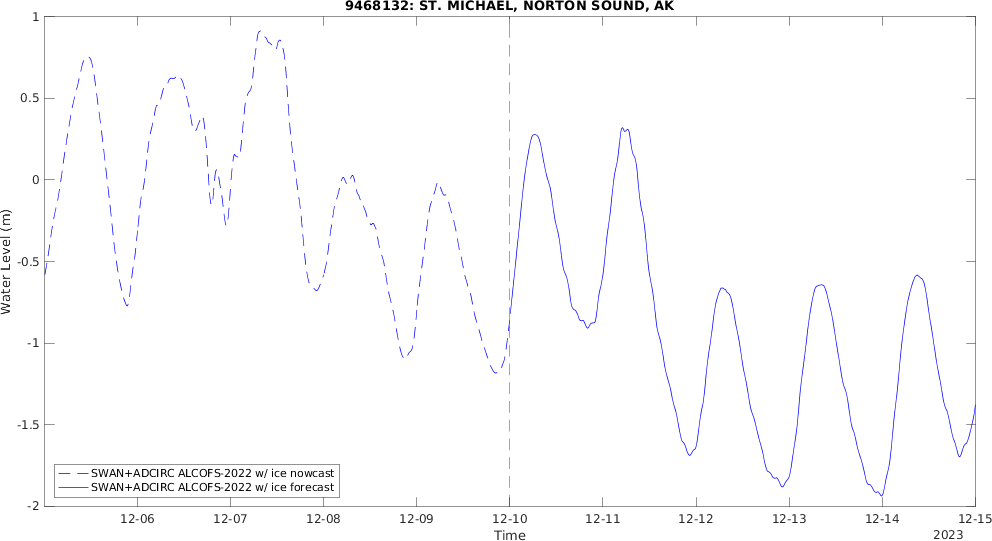 9468132: ST. MICHAEL, NORTON SOUND, AK
1
0.5
0
-0.5
-1
-1.5
-2
Water Level (m)
SWAN+ADCIRC ALCOFS-2022 w/ ice nowcast
SWAN+ADCIRC ALCOFS-2022 w/ ice forecast
12-06 12-07 12-08 12-09 12-10 12-11 12-12 12-13 12-14 12-15
Time
2023